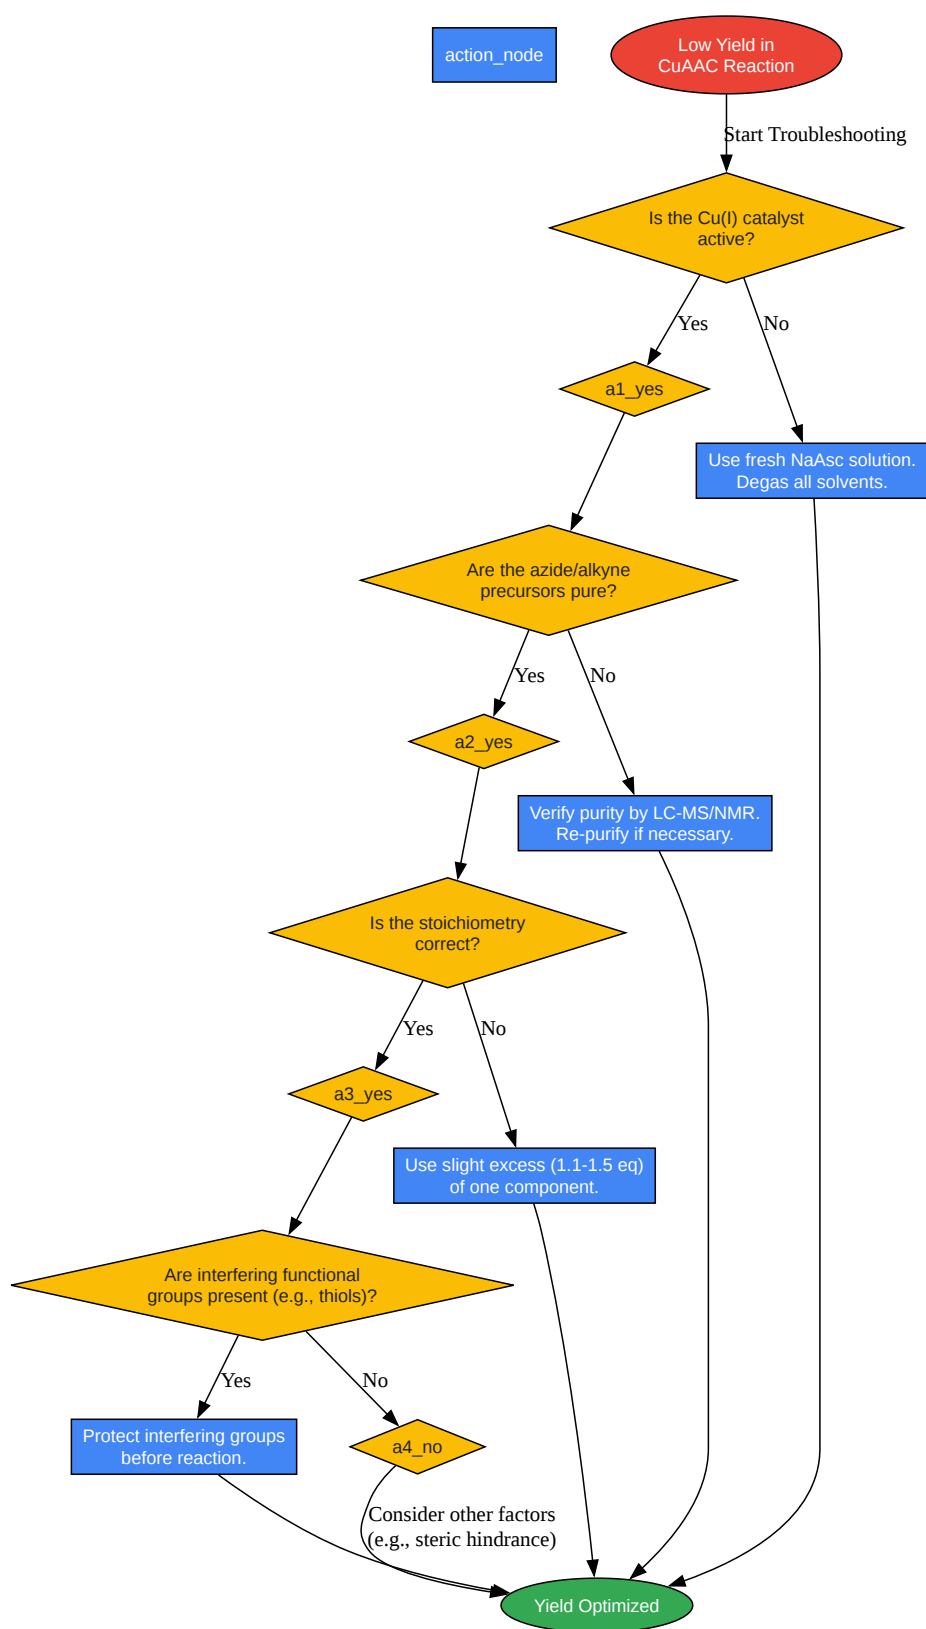 action_node
Low Yield in
CuAAC Reaction
Start Troubleshooting
Is the Cu(I) catalyst
active?
Yes
No
a1_yes
Use fresh NaAsc solution.
Degas all solvents.
Are the azide/alkyne
precursors pure?
Yes
No
a2_yes
Verify purity by LC-MS/NMR.
Re-purify if necessary.
Is the stoichiometry
correct?
Yes
No
a3_yes
Use slight excess (1.1-1.5 eq)
of one component.
Are interfering functional
groups present (e.g., thiols)?
Yes
No
Protect interfering groups
before reaction.
a4_no
Consider other factors
(e.g., steric hindrance)
Yield Optimized